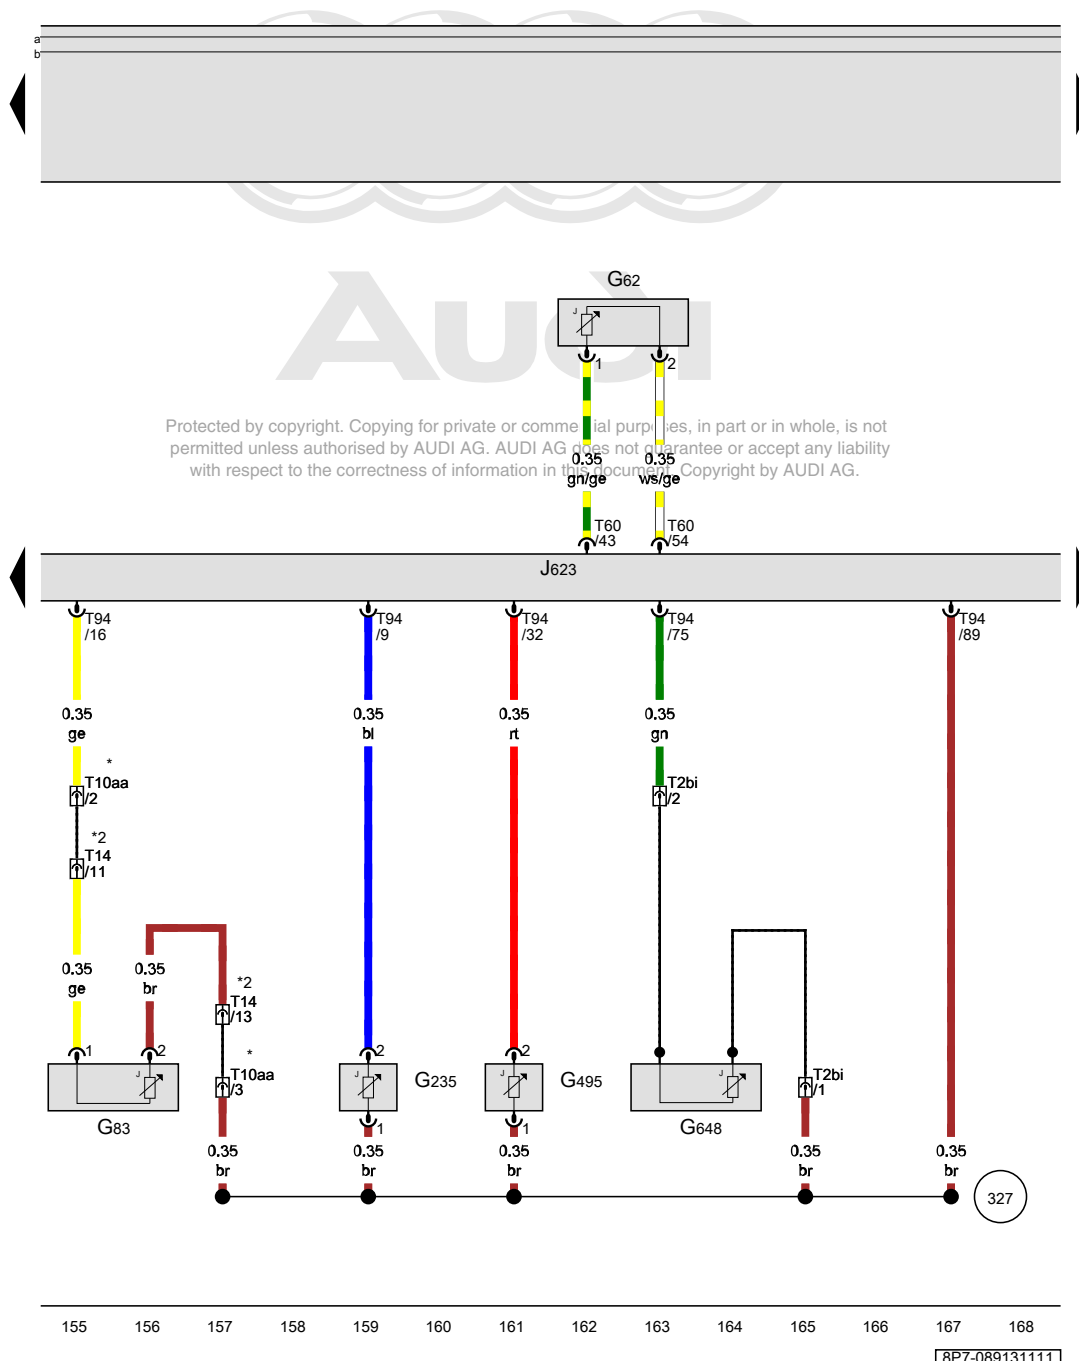 a
b
G62
J
1
2
Audi
Protected by copyright. Copying for private or commercial purposes, in part or in whole, is not
permitted unless authorised by AUDI AG. AUDI AG does not guarantee or accept any liability
with respect to the correctness of information in this document. Copyright by AUDI AG.
0.35 0.35
gn/ge ws/ge
T60 T60
/43 /54
J623
T94 T94 T94 T94 T94
/16 /9 /32 /75 /89
0.35 0.35 0.35 0.35
ge bl rt gn
*
T10aa T2bi
/2 /2
*2
T14
/11
0.35 0.35
ge br
*2
T14
/13
1 2 * 2 2
J T10aa J G235 J G495 J T2bi
/3 /1
G83 1 1 G648
0.35 0.35 0.35 0.35 0.35
br br br br br
327
155 156 157 158 159 160 161 162 163 164 165 166 167 168
8P7-089131111